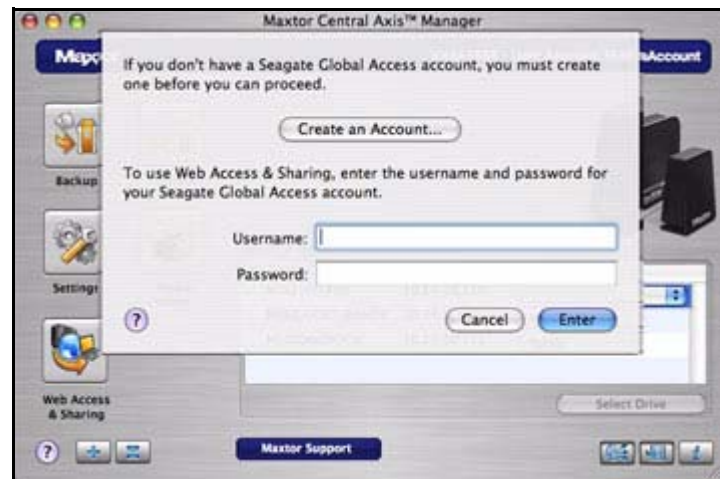 Maxtor Central Axis™ Manager
If you don't have a Seagate Global Access account, you must create
one before you can proceed.
Create an Account...
To use Web Access & Sharing, enter the username and password for
your Seagate Global Access account.
Username:
Password:
?
Cancel
Enter
Backup
Settings
Web Access
& Sharing
Select Drive
?
Maxtor Support
i